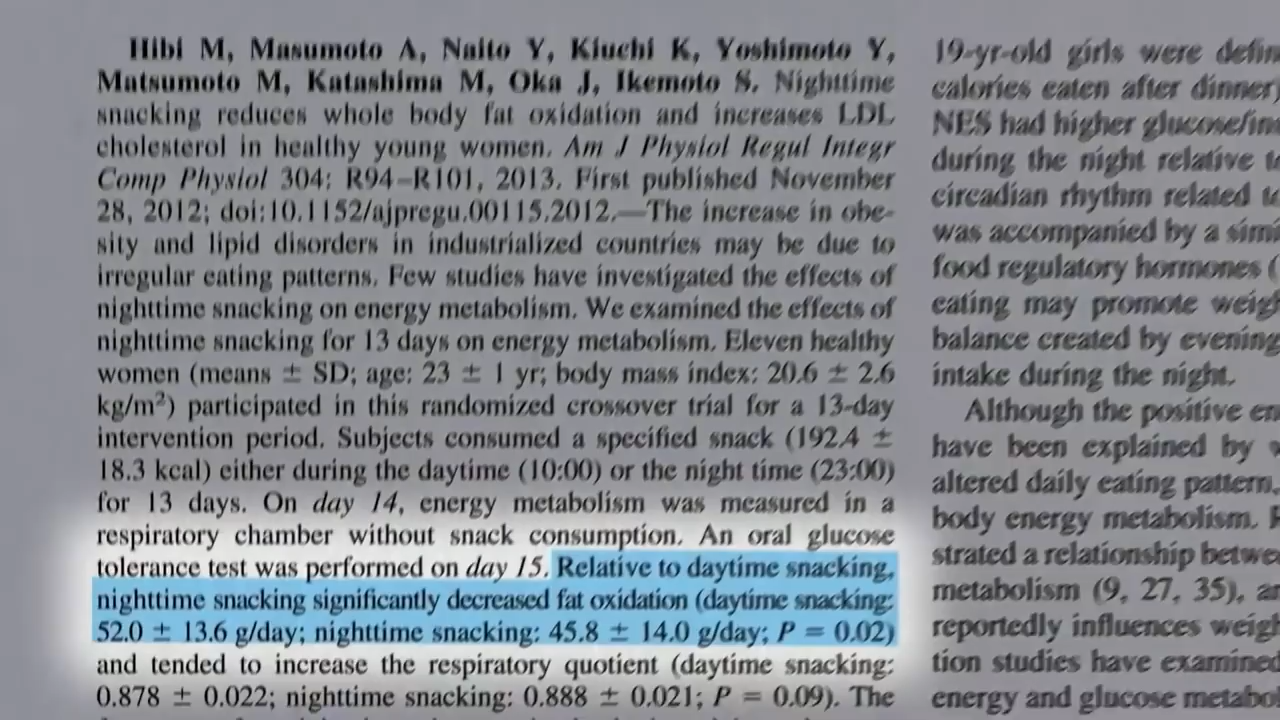 Hibi M, Masumoto A, Naito Y, Kiuchi K, Yoshimoto Y,
Matsumoto M, Katashima M, Oka J, Ikemoto S. Nighttime
snacking reduces whole body fat oxidation and increases LDL
cholesterol in healthy young women. Am J Physiol Regul Integr
Comp Physiol 304: R94–R101, 2013. First published November
28, 2012; doi:10.1152/ajpregu.00115.2012.—The increase in obe-
sity and lipid disorders in industrialized countries may be due to
irregular eating patterns. Few studies have investigated the effects of
nighttime snacking on energy metabolism. We examined the effects of
nighttime snacking for 13 days on energy metabolism. Eleven healthy
women (means ± SD; age: 23 ± 1 yr; body mass index: 20.6 ± 2.6
kg/m²) participated in this randomized crossover trial for a 13-day
intervention period. Subjects consumed a specified snack (192.4 ±
18.3 kcal) either during the daytime (10:00) or the night time (23:00)
for 13 days. On day 14, energy metabolism was measured in a
respiratory chamber without snack consumption. An oral glucose
tolerance test was performed on day 15. Relative to daytime snacking,
nighttime snacking significantly decreased fat oxidation (daytime snacking:
52.0 ± 13.6 g/day; nighttime snacking: 45.8 ± 14.0 g/day; P = 0.02)
and tended to increase the respiratory quotient (daytime snacking:
0.878 ± 0.022; nighttime snacking: 0.888 ± 0.021; P = 0.09). The
19-yr-old girls were
calories eaten after dinner
NES had higher
during the night relative
circadian rhythm related
was accompanied by a
food regulatory hormones (
eating may promote
balance created by evening
intake during the night.
Although the positive
have been explained by
altered daily eating pattern.
body energy metabolism.
strated a relationship
metabolism (9, 27, 35),
reportedly influences
tion studies have examined
energy and glucose